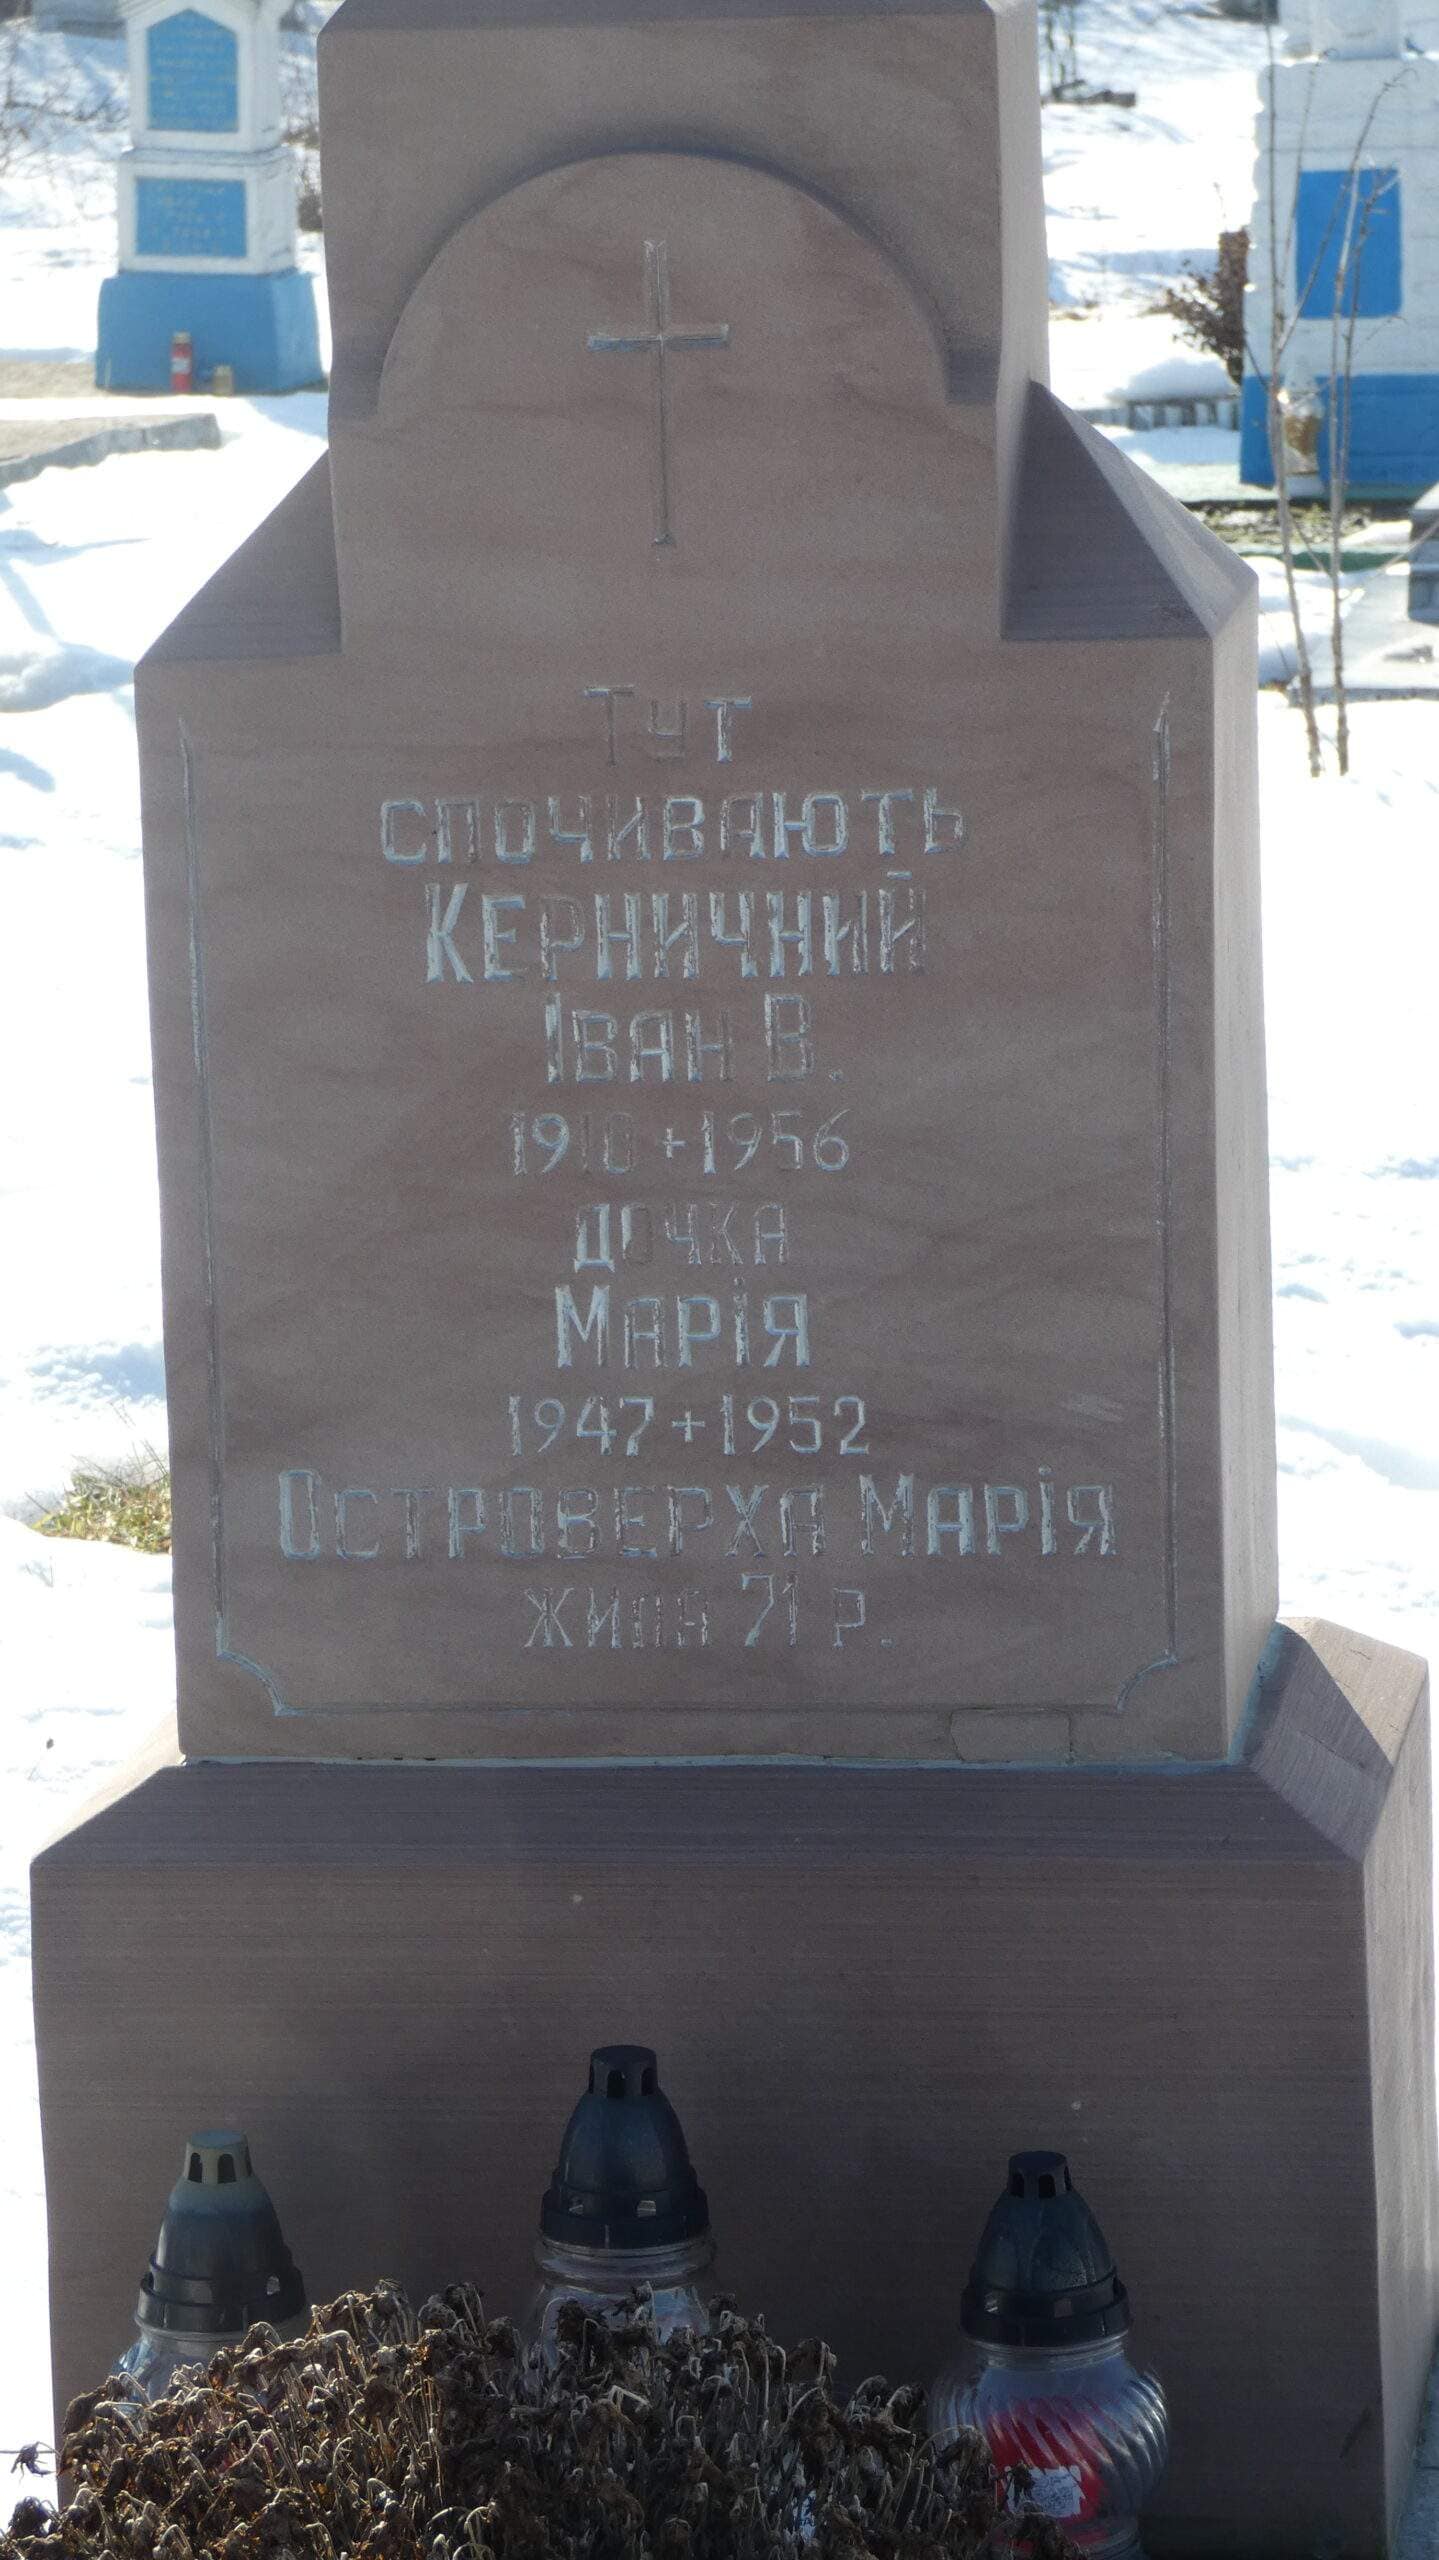 Тут
спочивають
Керничний
Іван В.
1910 + 1956
дочка
Марія
1947 + 1952
Островерха Марія
жила 71 р.